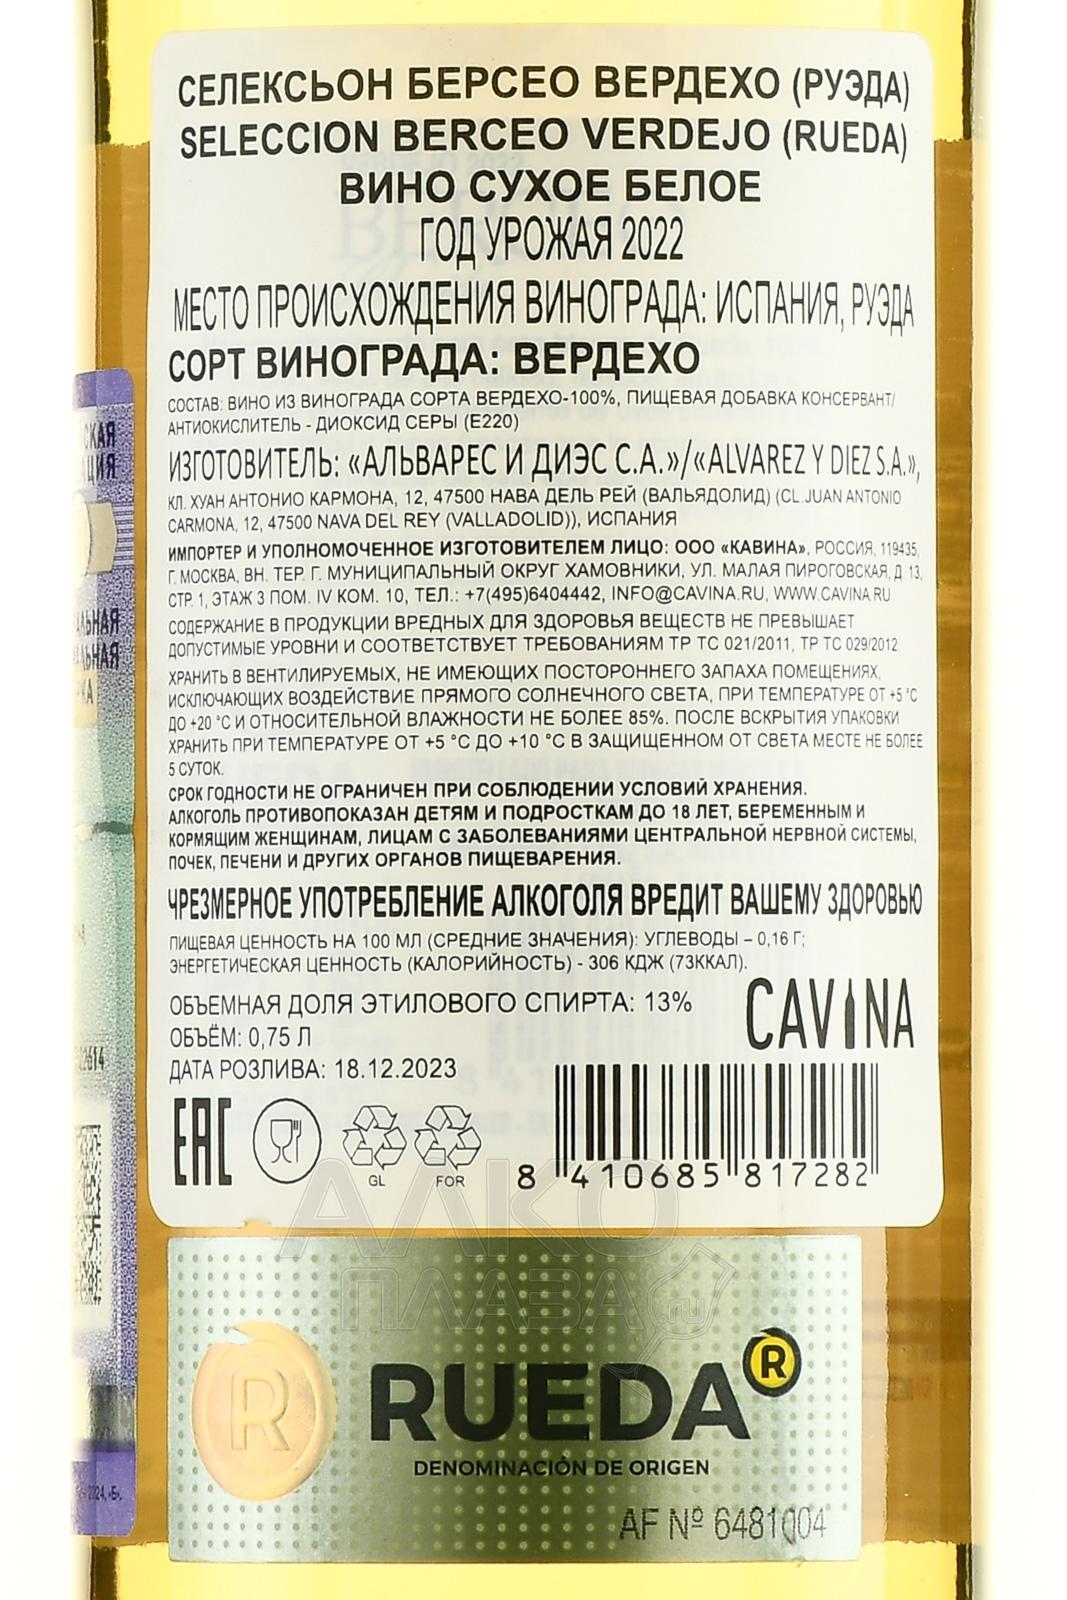 СЕЛЕКСЬОН БЕРСЕО ВЕРДЕХО (РУЭДА)
SELECCION BERCEO VERDEJO (RUEDA)
ВИНО СУХОЕ БЕЛОЕ
ГОД УРОЖАЯ 2022
МЕСТО ПРОИСХОЖДЕНИЯ ВИНОГРАДА: ИСПАНИЯ, РУЭДА
СОРТ ВИНОГРАДА: ВЕРДЕХО
СОСТАВ: ВИНО ИЗ ВИНОГРАДА СОРТА ВЕРДЕХО-100%, ПИЩЕВАЯ ДОБАВКА КОНСЕРВАНТ/
АНТИОКИСЛИТЕЛЬ - ДИОКСИД СЕРЫ (Е220)
ИЗГОТОВИТЕЛЬ: «АЛЬВАРЕС И ДИЭС С.А.»/«ALVAREZ Y DIEZ S.A.»,
КЛ. ХУАН АНТОНИО КАРМОНА, 12, 47500 НАВА ДЕЛЬ РЕЙ (ВАЛЬЯДОЛИД) (CL.JUAN ANTONIO
CARMONA, 12, 47500 NAVA DEL REY (VALLADOLID)), ИСПАНИЯ
ИМПОРТЕР И УПОЛНОМОЧЕННОЕ ИЗГОТОВИТЕЛЕМ ЛИЦО: ООО «КАВИНА», РОССИЯ, 119435,
Г. МОСКВА, ВН. ТЕР. Г. МУНИЦИПАЛЬНЫЙ ОКРУГ ХАМОВНИКИ, УЛ. МАЛАЯ ПИРОГОВСКАЯ, Д. 13,
СТР. 1, ЭТАЖ 3 ПОМ. IV КОМ. 10, ТЕЛ.: +7(495)6404442, INFO@CAVINA.RU, WWW.CAVINA.RU
СОДЕРЖАНИЕ В ПРОДУКЦИИ ВРЕДНЫХ ДЛЯ ЗДОРОВЬЯ ВЕЩЕСТВ НЕ ПРЕВЫШАЕТ
ДОПУСТИМЫЕ УРОВНИ И СООТВЕТСТВУЕТ ТРЕБОВАНИЯМ ТР ТС 021/2011, ТР ТС 029/2012.
ХРАНИТЬ В ВЕНТИЛИРУЕМЫХ, НЕ ИМЕЮЩИХ ПОСТОРОННЕГО ЗАПАХА ПОМЕЩЕНИЯХ,
ИСКЛЮЧАЮЩИХ ВОЗДЕЙСТВИЕ ПРЯМОГО СОЛНЕЧНОГО СВЕТА, ПРИ ТЕМПЕРАТУРЕ ОТ +5 °С
ДО +20 °С И ОТНОСИТЕЛЬНОЙ ВЛАЖНОСТИ НЕ БОЛЕЕ 85%. ПОСЛЕ ВСКРЫТИЯ УПАКОВКИ
ХРАНИТЬ ПРИ ТЕМПЕРАТУРЕ ОТ +5 °С ДО +10 °С В ЗАЩИЩЕННОМ ОТ СВЕТА МЕСТЕ НЕ БОЛЕЕ
5 СУТОК.
СРОК ГОДНОСТИ НЕ ОГРАНИЧЕН ПРИ СОБЛЮДЕНИИ УСЛОВИЙ ХРАНЕНИЯ.
АЛКОГОЛЬ ПРОТИВОПОКАЗАН ДЕТЯМ И ПОДРОСТКАМ ДО 18 ЛЕТ, БЕРЕМЕННЫМ И
КОРМЯЩИМ ЖЕНЩИНАМ, ЛИЦАМ С ЗАБОЛЕВАНИЯМИ ЦЕНТРАЛЬНОЙ НЕРВНОЙ СИСТЕМЫ,
ПОЧЕК, ПЕЧЕНИ И ДРУГИХ ОРГАНОВ ПИЩЕВАРЕНИЯ.
ЧРЕЗМЕРНОЕ УПОТРЕБЛЕНИЕ АЛКОГОЛЯ ВРЕДИТ ВАШЕМУ ЗДОРОВЬЮ
ПИЩЕВАЯ ЦЕННОСТЬ НА 100 МЛ (СРЕДНИЕ ЗНАЧЕНИЯ): УГЛЕВОДЫ – 0,16 Г;
ЭНЕРГЕТИЧЕСКАЯ ЦЕННОСТЬ (КАЛОРИЙНОСТЬ) - 306 КДЖ (73ККАЛ).
ОБЪЕМНАЯ ДОЛЯ ЭТИЛОВОГО СПИРТА: 13%
ОБЪЁМ: 0,75 Л
ДАТА РОЗЛИВА: 18.12.2023
CAVINA
EAC
GL
FOR
8 410685 817282
АЛКО
ПЛАЗА.ru
R
RUEDA
R
DENOMINACIÓN DE ORIGEN
AF Nº 6481004